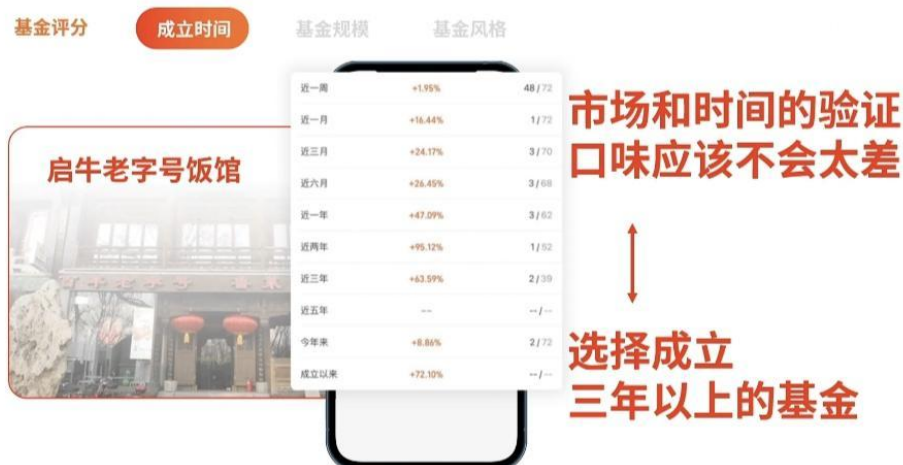 基金评分 成立时间 基金规模 基金风格
启牛老字号饭馆
近一周 +1.95% 48/72
近一月 +16.44% 1/72
近三月 +24.17% 3/70
近六月 +26.45% 3/68
近一年 +47.09% 3/62
近两年 +95.12% 1/52
近三年 +63.59% 2/39
近五年 -- --/--
今年来 +8.86% 2/72
成立以来 +72.10% --/--
市场和时间的验证
口味应该不会太差
选择成立
三年以上的基金